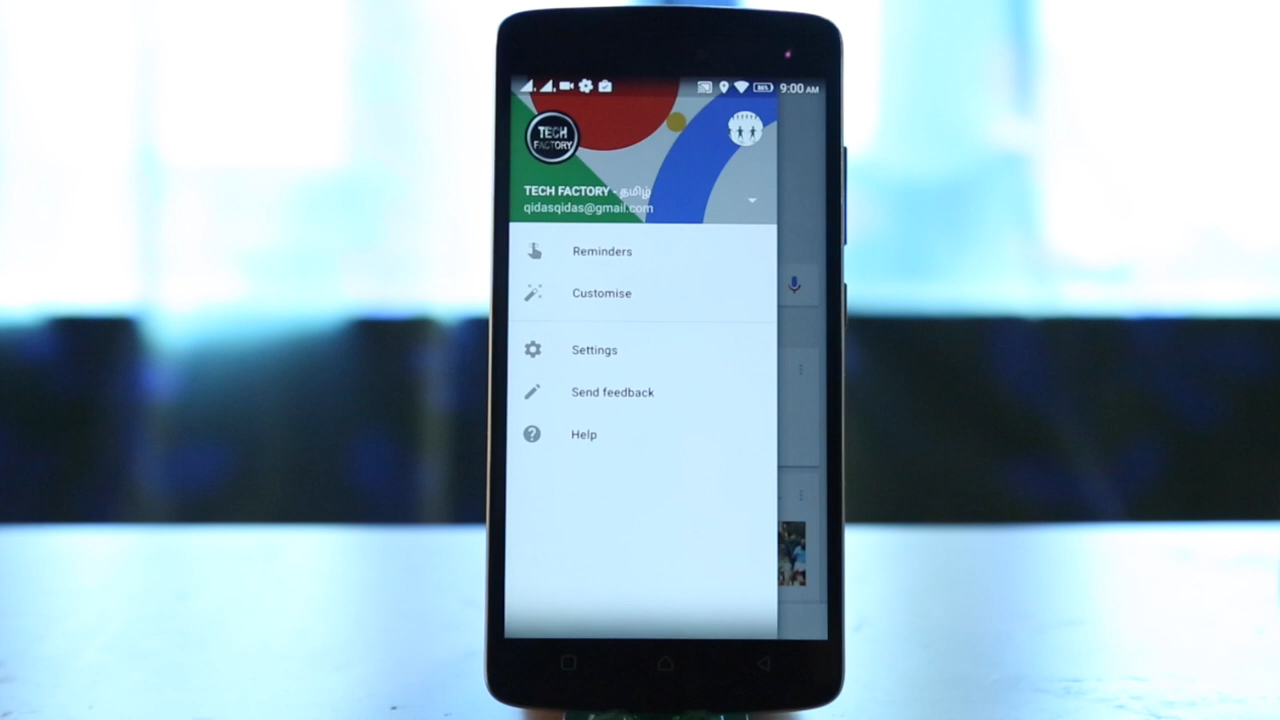 9:00 AM
TECH
FACTORY
TECH FACTORY - தமிழ்
qidasqidas@gmail.com
Reminders
Customise
Settings
Send feedback
Help